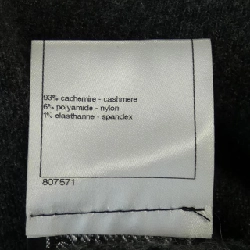 93% cachemire - cashmere
6% polyamide - nylon
1% elasthanne - spandex
807571